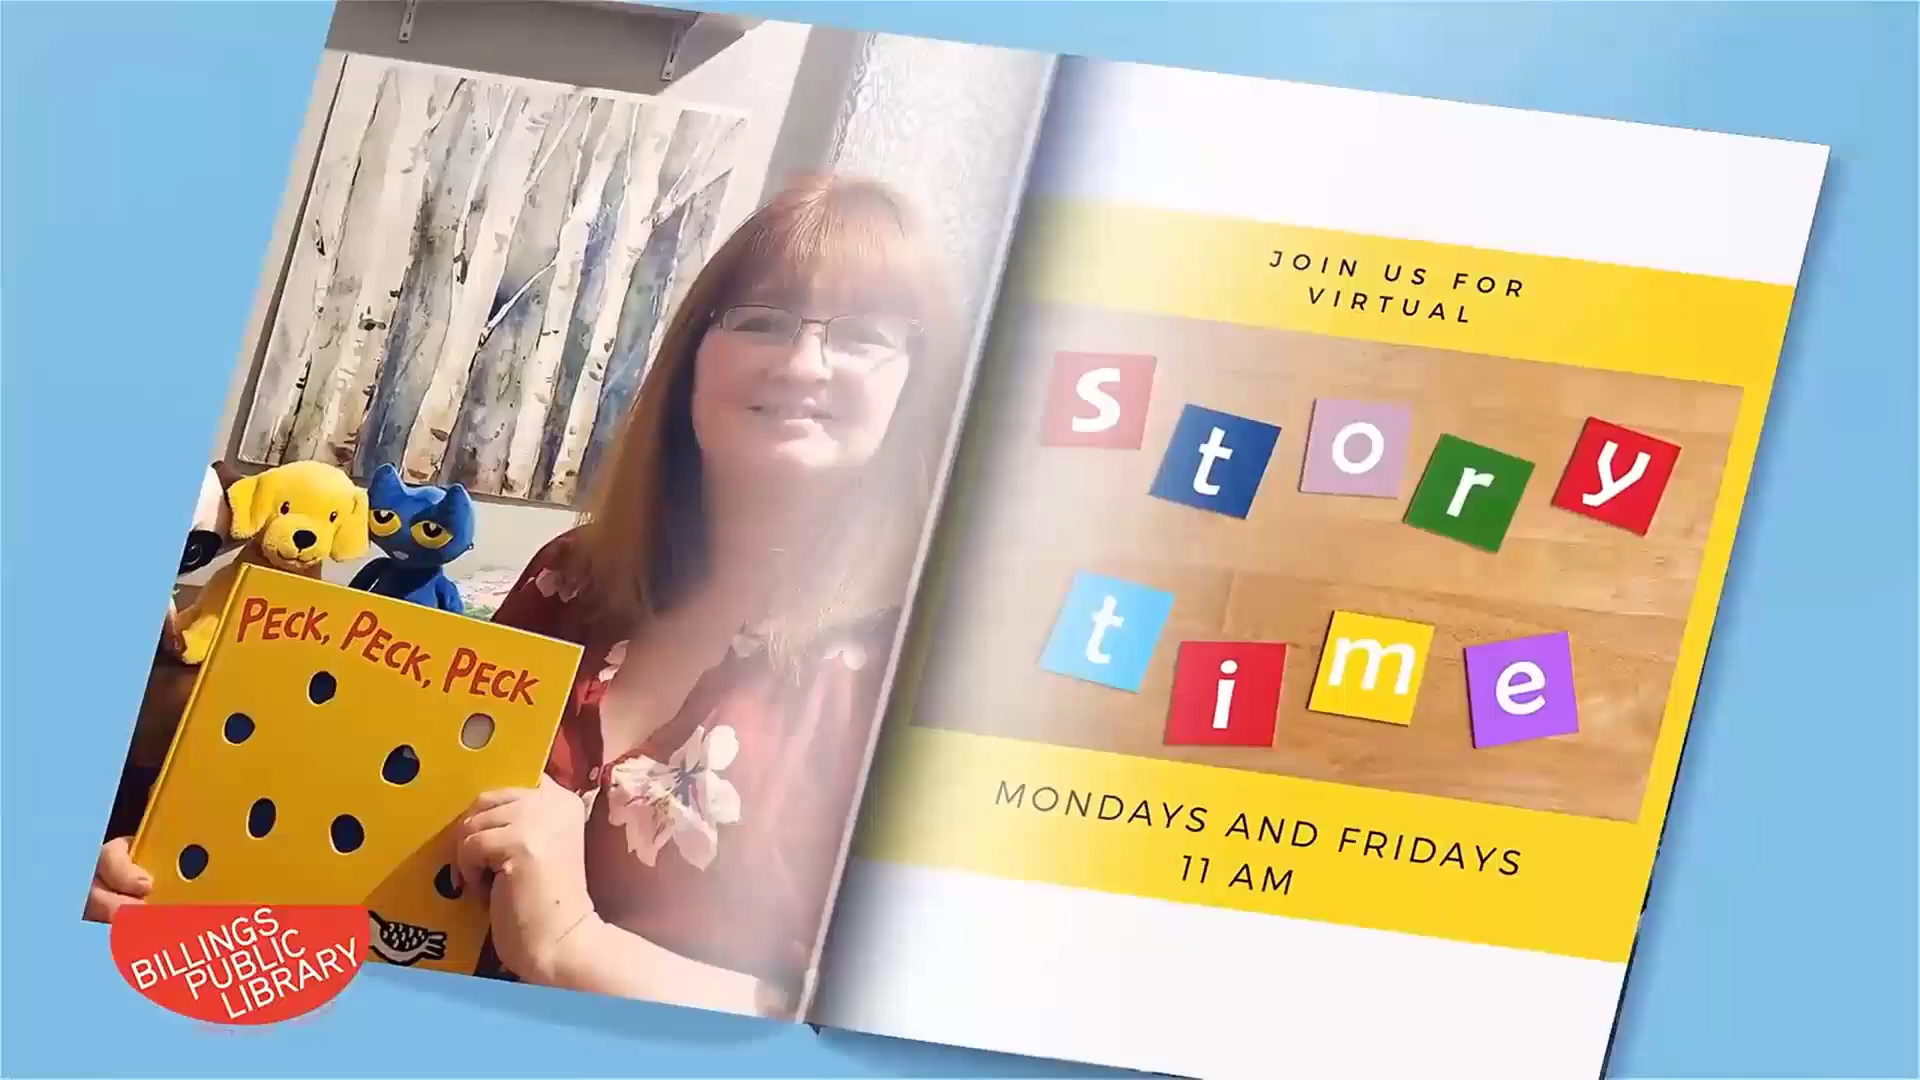 PECK, PECK, PECK
BILLINGS
PUBLIC
LIBRARY
JOIN US FOR
VIRTUAL
story
time
MONDAYS AND FRIDAYS
11 AM